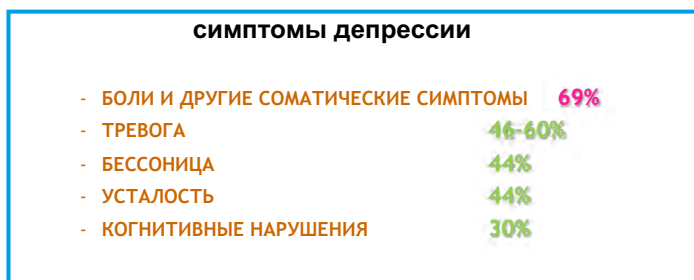 симптомы депрессии
- БОЛИ И ДРУГИЕ СОМАТИЧЕСКИЕ СИМПТОМЫ 69%
- ТРЕВОГА 46-60%
- БЕССОНИЦА 44%
- УСТАЛОСТЬ 44%
- КОГНИТИВНЫЕ НАРУШЕНИЯ 30%